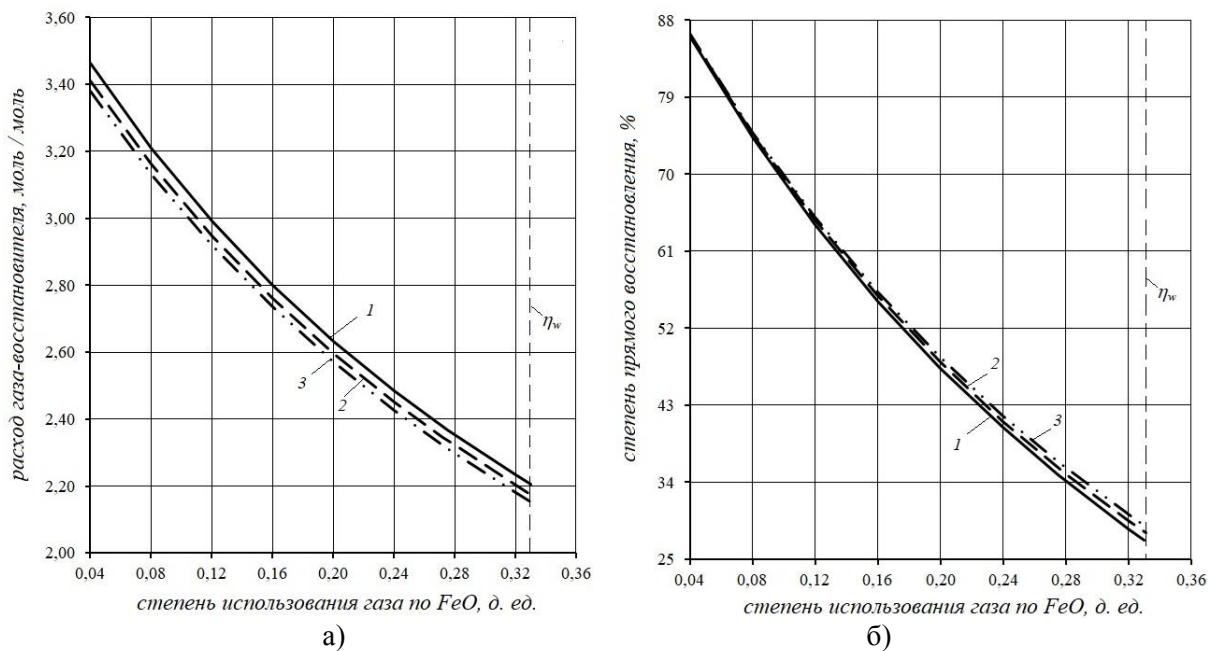 3,60
3,40
3,20
3,00
2,80
2,60
2,40
2,20
2,00
0,04 0,08 0,12 0,16 0,20 0,24 0,28 0,32 0,36
расход газа-восстановителя, моль / моль
степень использования газа по FeO, д. ед.
1
3
2
ηw
а)
88
79
70
61
52
43
34
25
0,04 0,08 0,12 0,16 0,20 0,24 0,28 0,32 0,36
степень прямого восстановления, %
степень использования газа по FeO, д. ед.
2
1
3
ηw
б)